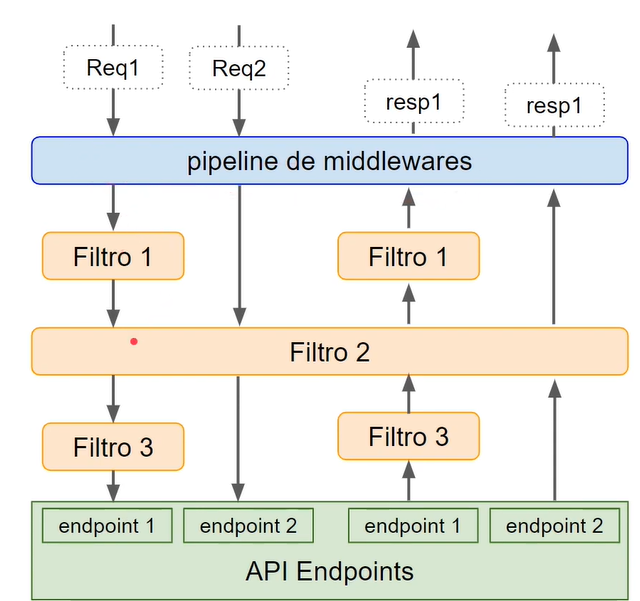 Req1
Req2
resp1
resp1
pipeline de middlewares
Filtro 1
Filtro 1
Filtro 2
Filtro 3
Filtro 3
endpoint 1
endpoint 2
endpoint 1
endpoint 2
API Endpoints